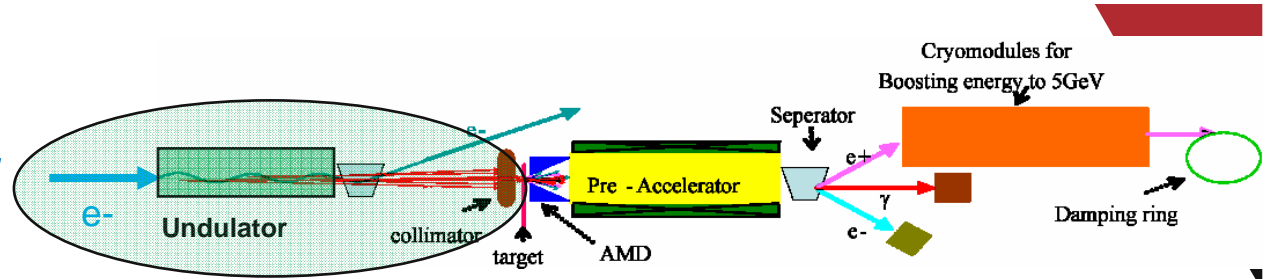 Cryomodules for
Boosting energy to 5GeV
Seperator
e-
e+
Pre - Accelerator
γ
e-
e-
Undulator
collimator
target
AMD
Damping ring